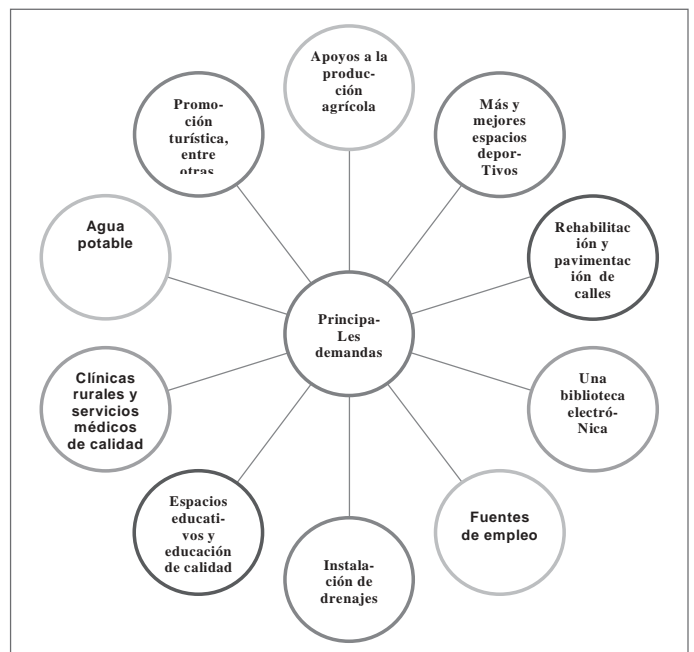 Apoyos a la
produc-
ción
agrícola
Más y
mejores
espacios
depor-
Tivos
Rehabilitac
ión y
pavimentac
ión de
calles
Una
biblioteca
electró-
Nica
Fuentes
de empleo
Instala-
ción de
drenajes
Espacios
educati-
vos y
educación
de calidad
Clínicas
rurales y
servicios
médicos
de calidad
Agua
potable
Promo-
ción
turística,
entre
otras
Principa-
Les
demandas